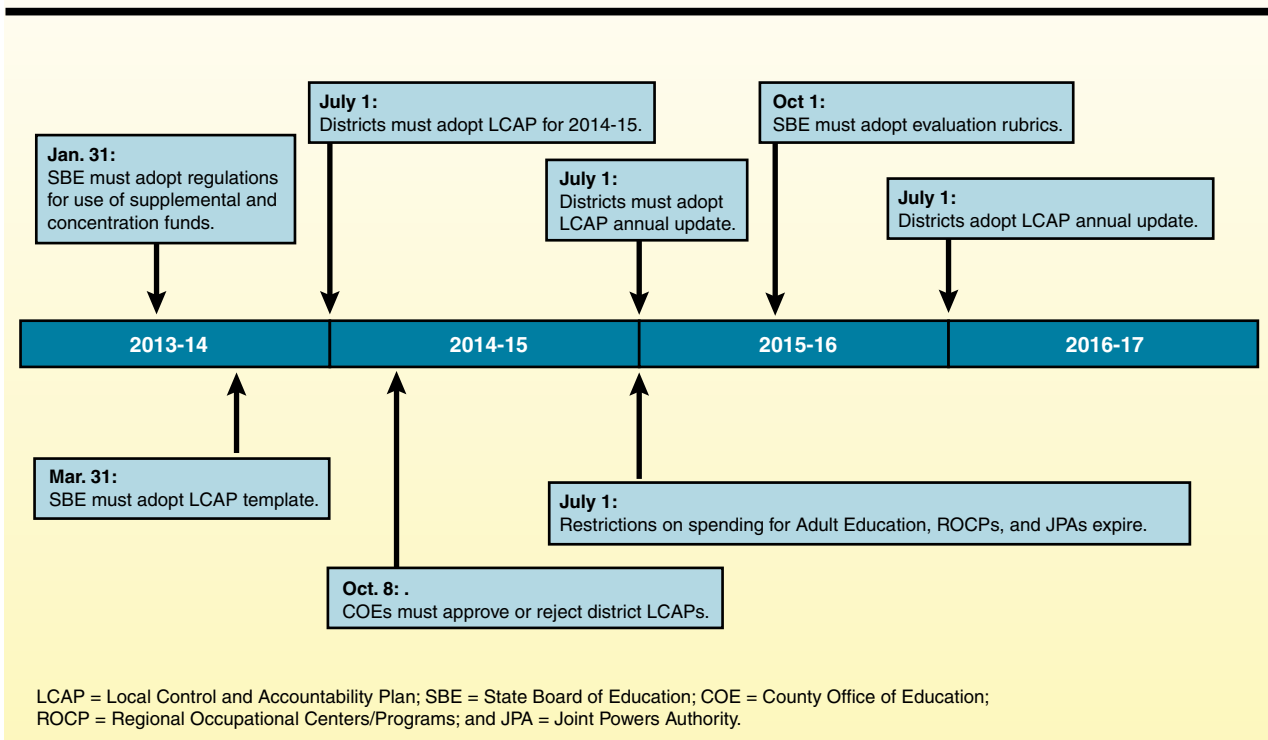 July 1:
Districts must adopt LCAP for 2014-15.
Oct 1:
SBE must adopt evaluation rubrics.
Jan. 31:
SBE must adopt regulations
for use of supplemental and
concentration funds.
July 1:
Districts must adopt
LCAP annual update.
July 1:
Districts adopt LCAP annual update.
2013-14
2014-15
2015-16
2016-17
Mar. 31:
SBE must adopt LCAP template.
July 1:
Restrictions on spending for Adult Education, ROCPs, and JPAs expire.
Oct. 8: .
COEs must approve or reject district LCAPs.
LCAP = Local Control and Accountability Plan; SBE = State Board of Education; COE = County Office of Education;
ROCP = Regional Occupational Centers/Programs; and JPA = Joint Powers Authority.